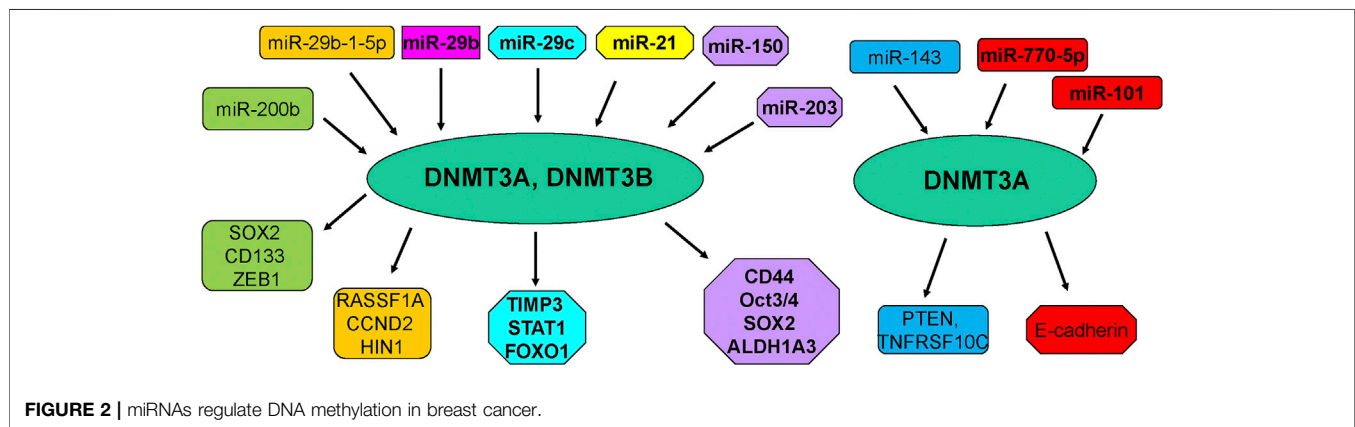 miR-29b-1-5p
miR-29b
miR-29c
miR-21
miR-150
miR-200b
miR-203
DNMT3A, DNMT3B
SOX2
CD133
ZEB1
RASSF1A
CCND2
HIN1
TIMP3
STAT1
FOXO1
CD44
Oct3/4
SOX2
ALDH1A3
miR-143
miR-770-5p
miR-101
DNMT3A
PTEN,
TNFRSF10C
E-cadherin
FIGURE 2 | miRNAs regulate DNA methylation in breast cancer.